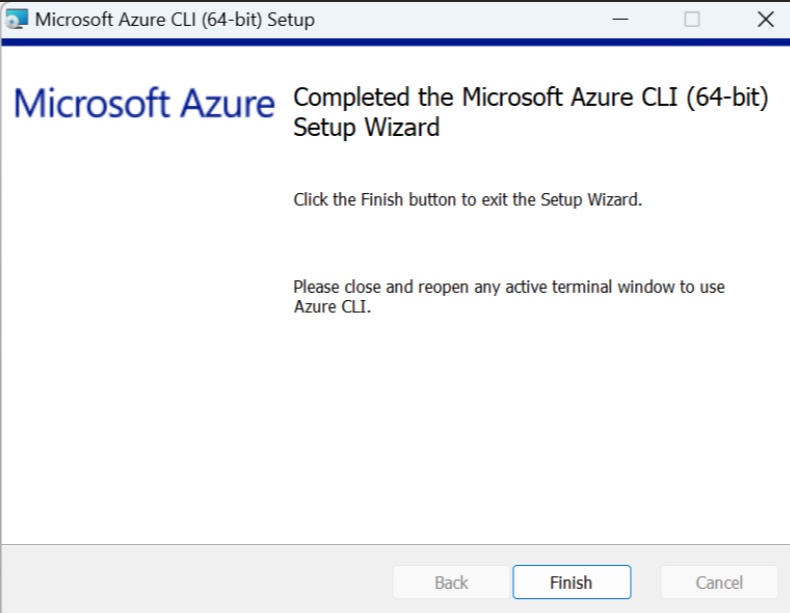 Microsoft Azure CLI (64-bit) Setup
Microsoft Azure
Completed the Microsoft Azure CLI (64-bit)
Setup Wizard
Click the Finish button to exit the Setup Wizard.
Please close and reopen any active terminal window to use
Azure CLI.
Back
Finish
Cancel